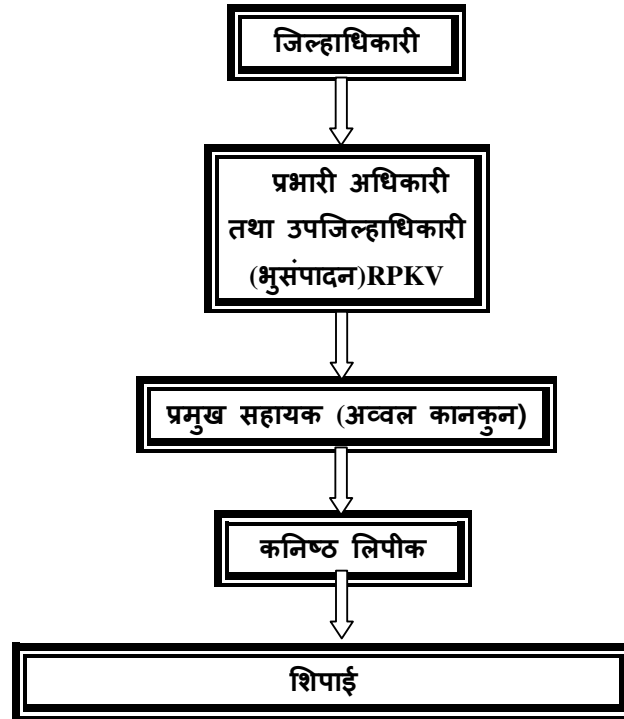 जिल्हाधिकारी
प्रभारी अधिकारी
तथा उपजिल्हाधिकारी
(भुसंपादन)RPKV
प्रमुख सहायक (अव्वल कानकुन)
कनिष्ठ लिपीक
शिपाई